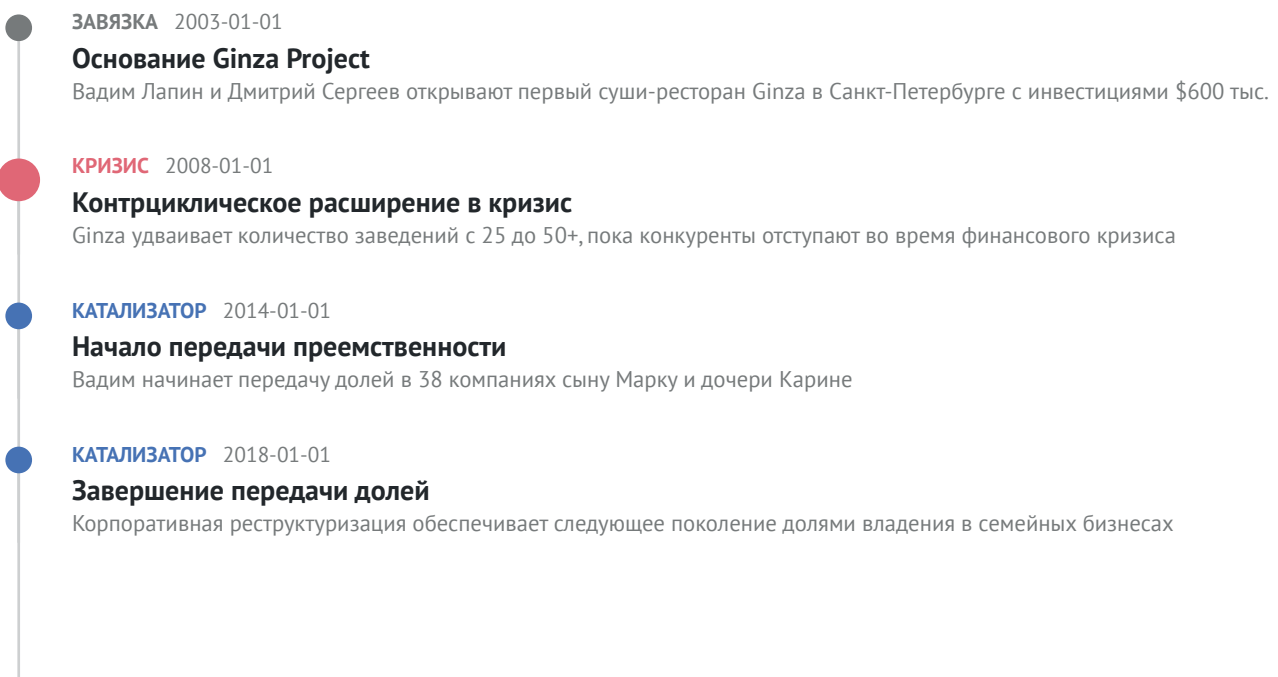 ЗАВЯЗКА 2003-01-01
Основание Ginza Project
Вадим Лапин и Дмитрий Сергеев открывают первый суши-ресторан Ginza в Санкт-Петербурге с инвестициями $600 тыс.
КРИЗИС 2008-01-01
Контрциклическое расширение в кризис
Ginza удваивает количество заведений с 25 до 50+, пока конкуренты отступают во время финансового кризиса
КАТАЛИЗАТОР 2014-01-01
Начало передачи преемственности
Вадим начинает передачу долей в 38 компаниях сыну Марку и дочери Карине
КАТАЛИЗАТОР 2018-01-01
Завершение передачи долей
Корпоративная реструктуризация обеспечивает следующее поколение долями владения в семейных бизнесах